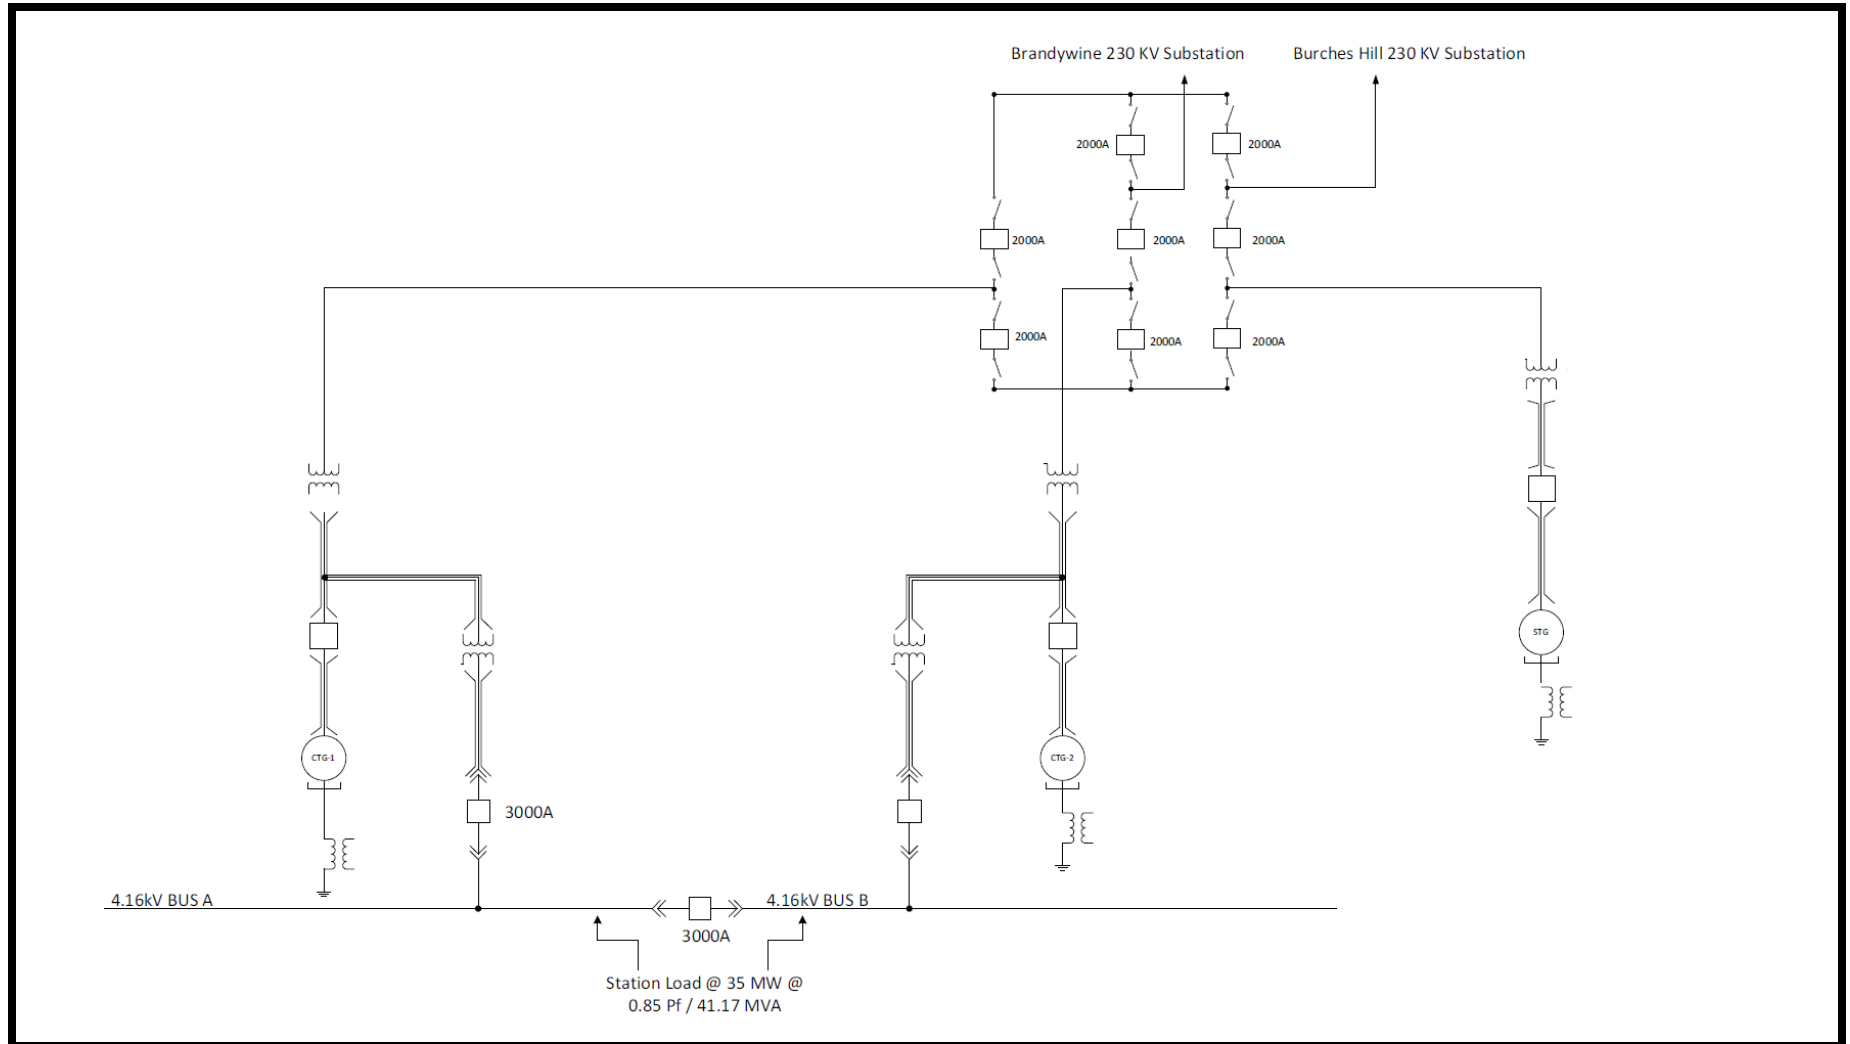 Brandywine 230 KV Substation
Burches Hill 230 KV Substation
2000A
2000A
2000A
2000A
2000A
2000A
2000A
2000A
STG
CTG-1
CTG-2
3000A
4.16kV BUS A
4.16kV BUS B
3000A
Station Load @ 35 MW @
0.85 Pf / 41.17 MVA